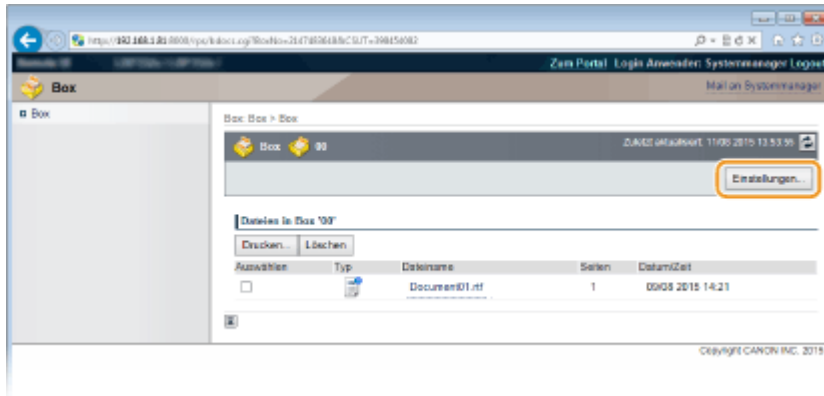 Zum Portal Login Anwender: Systemmanager Logout
Box
Mail an Systemmanager
Box
Box: Box > Box
Box 00
Zuletzt aktualisiert: 11/08 2015 13:53:55
Einstellungen...
Dateien in Box '00'
Drucken... Löschen
Auswählen Typ Dateiname Seiten Datum/Zeit
Document01.rtf 1 09/08 2015 14:21
Copyright CANON INC. 2015